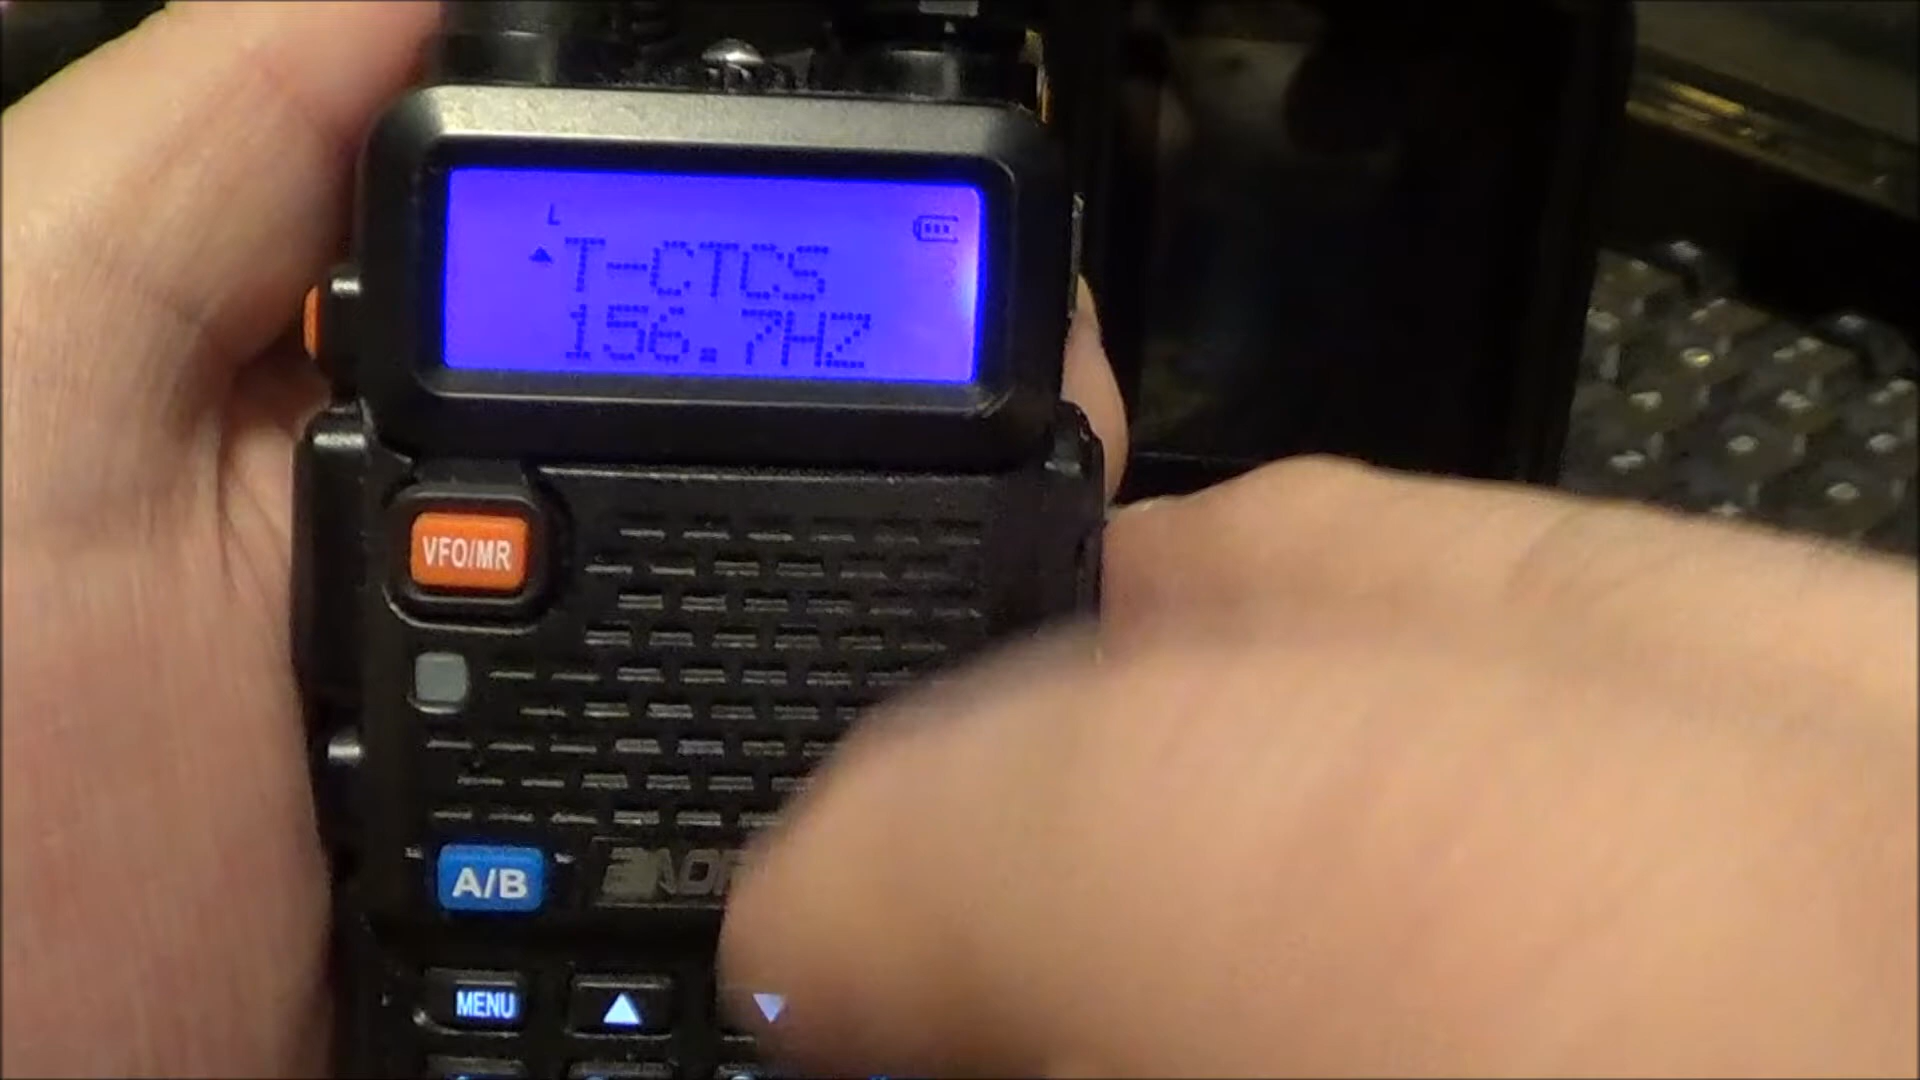 L
T-CTCS
156.7HZ
VFO/MR
A/B
MENU